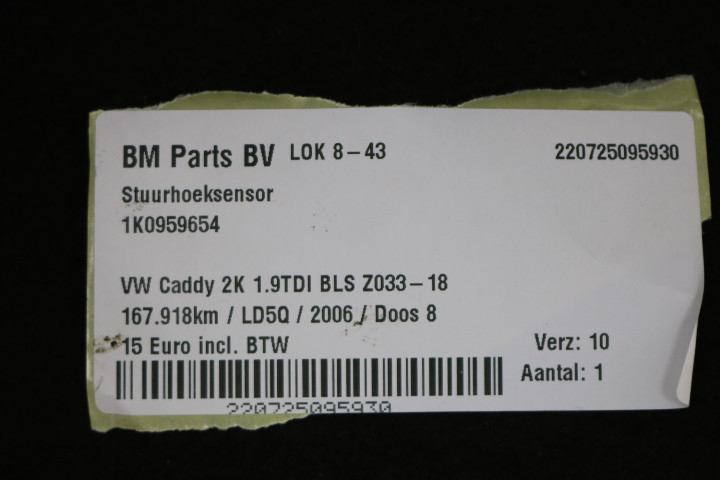 BM Parts BV LOK 8-43 220725095930
Stuurhoeksensor
1K0959654
VW Caddy 2K 1.9TDI BLS Z033-18
167.918km / LD5Q / 2006 / Doos 8
15 Euro incl. BTW Verz: 10
Aantal: 1
220725095930